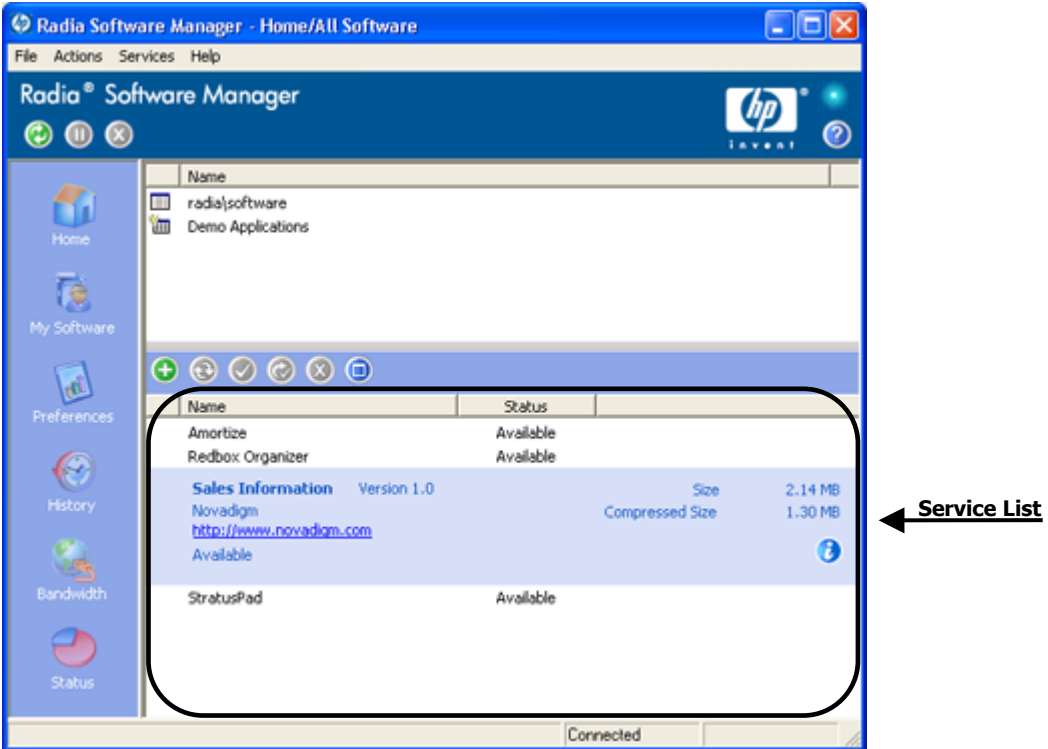 Radia Software Manager - Home/All Software
File Actions Services Help
Radia® Software Manager
hp®
invent
Home
My Software
Preferences
History
Bandwidth
Status
Name
radia\software
Demo Applications
Name Status
Amortize Available
Redbox Organizer Available
Sales Information Version 1.0 Size 2.14 MB
Novadigm Compressed Size 1.30 MB
http://www.novadigm.com
Available
StratusPad Available
Connected
Service List